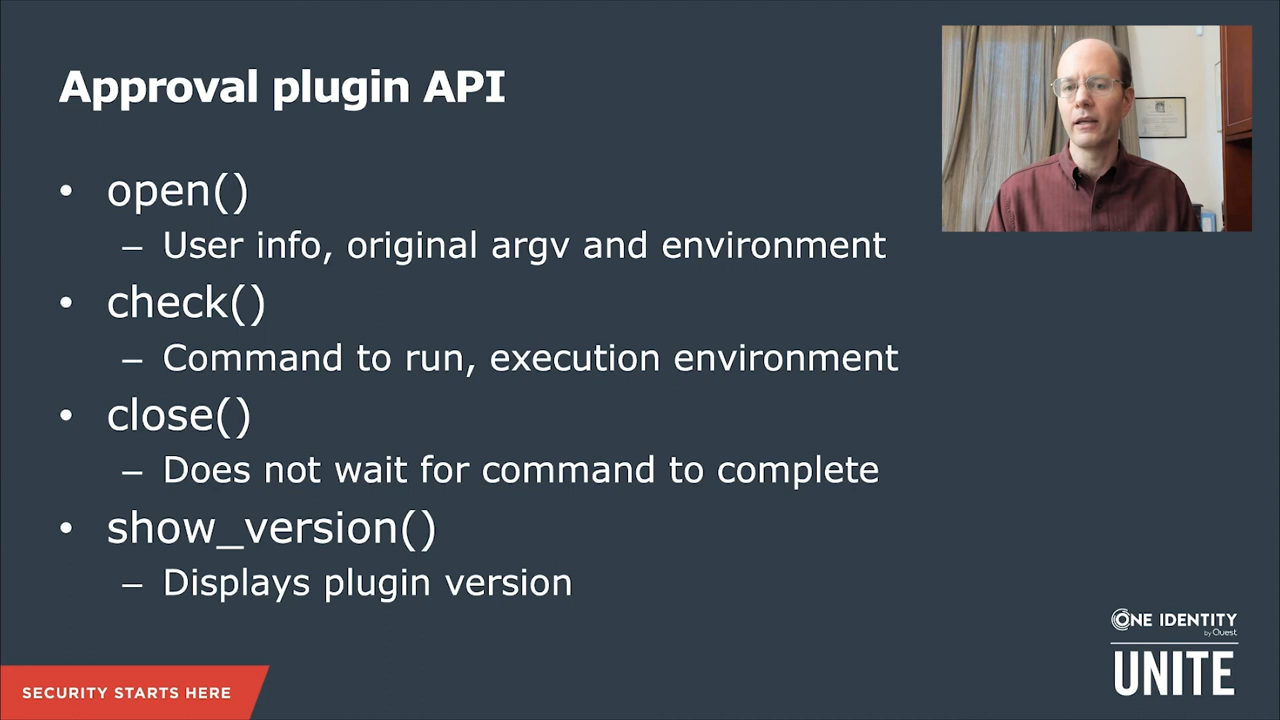 Approval plugin API
• open()
– User info, original argv and environment
• check()
– Command to run, execution environment
• close()
– Does not wait for command to complete
• show_version()
– Displays plugin version
ONE IDENTITY
by Quest
UNITE
SECURITY STARTS HERE